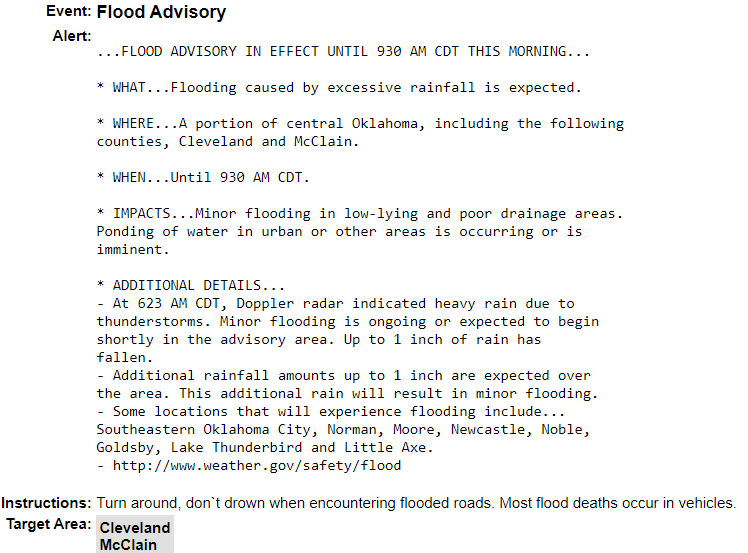 Event: Flood Advisory
Alert:
...FLOOD ADVISORY IN EFFECT UNTIL 930 AM CDT THIS MORNING...
* WHAT...Flooding caused by excessive rainfall is expected.
* WHERE...A portion of central Oklahoma, including the following
counties, Cleveland and McClain.
* WHEN...Until 930 AM CDT.
* IMPACTS...Minor flooding in low-lying and poor drainage areas.
Ponding of water in urban or other areas is occurring or is
imminent.
* ADDITIONAL DETAILS...
- At 623 AM CDT, Doppler radar indicated heavy rain due to
thunderstorms. Minor flooding is ongoing or expected to begin
shortly in the advisory area. Up to 1 inch of rain has
fallen.
- Additional rainfall amounts up to 1 inch are expected over
the area. This additional rain will result in minor flooding.
- Some locations that will experience flooding include...
Southeastern Oklahoma City, Norman, Moore, Newcastle, Noble,
Goldsby, Lake Thunderbird and Little Axe.
- http://www.weather.gov/safety/flood
Instructions: Turn around, don`t drown when encountering flooded roads. Most flood deaths occur in vehicles.
Target Area: Cleveland
McClain